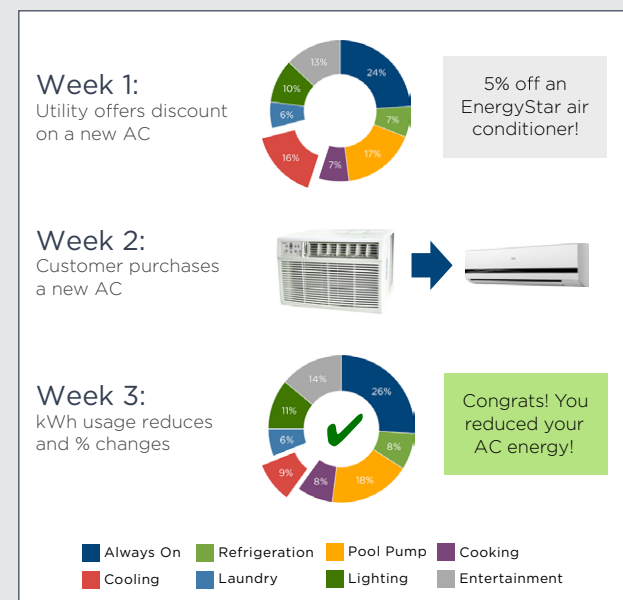 Week 1:
Utility offers discount
on a new AC
13%
24%
10%
7%
6%
17%
16%
7%
5% off an
EnergyStar air
conditioner!
Week 2:
Customer purchases
a new AC
Week 3:
kWh usage reduces
and % changes
14%
26%
11%
8%
6%
18%
9%
8%
Congrats! You
reduced your
AC energy!
Always On
Refrigeration
Pool Pump
Cooking
Cooling
Laundry
Lighting
Entertainment